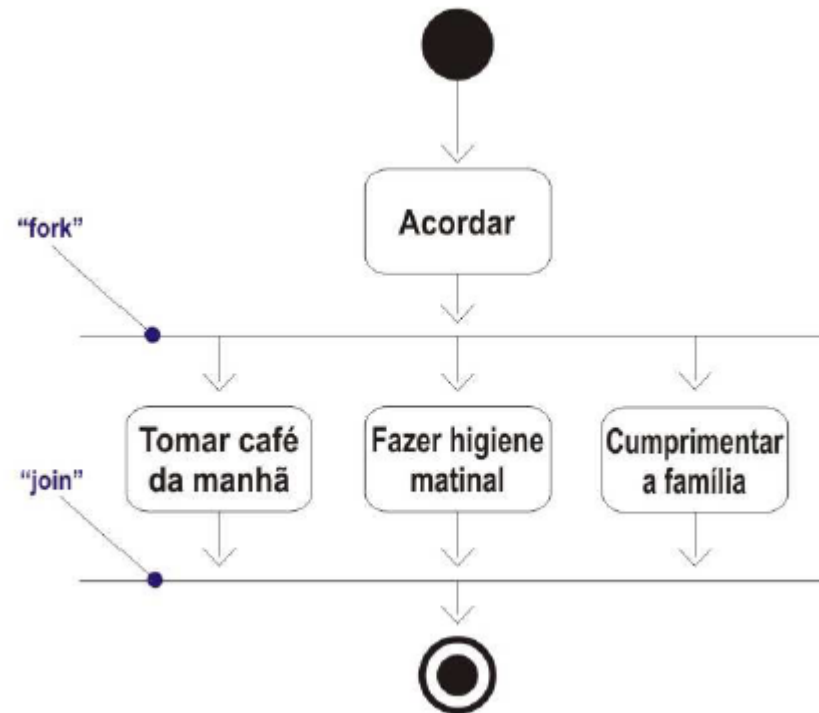 Acordar
“fork”
Tomar café
da manhã
Fazer higiene
matinal
Cumprimentar
a família
“join”